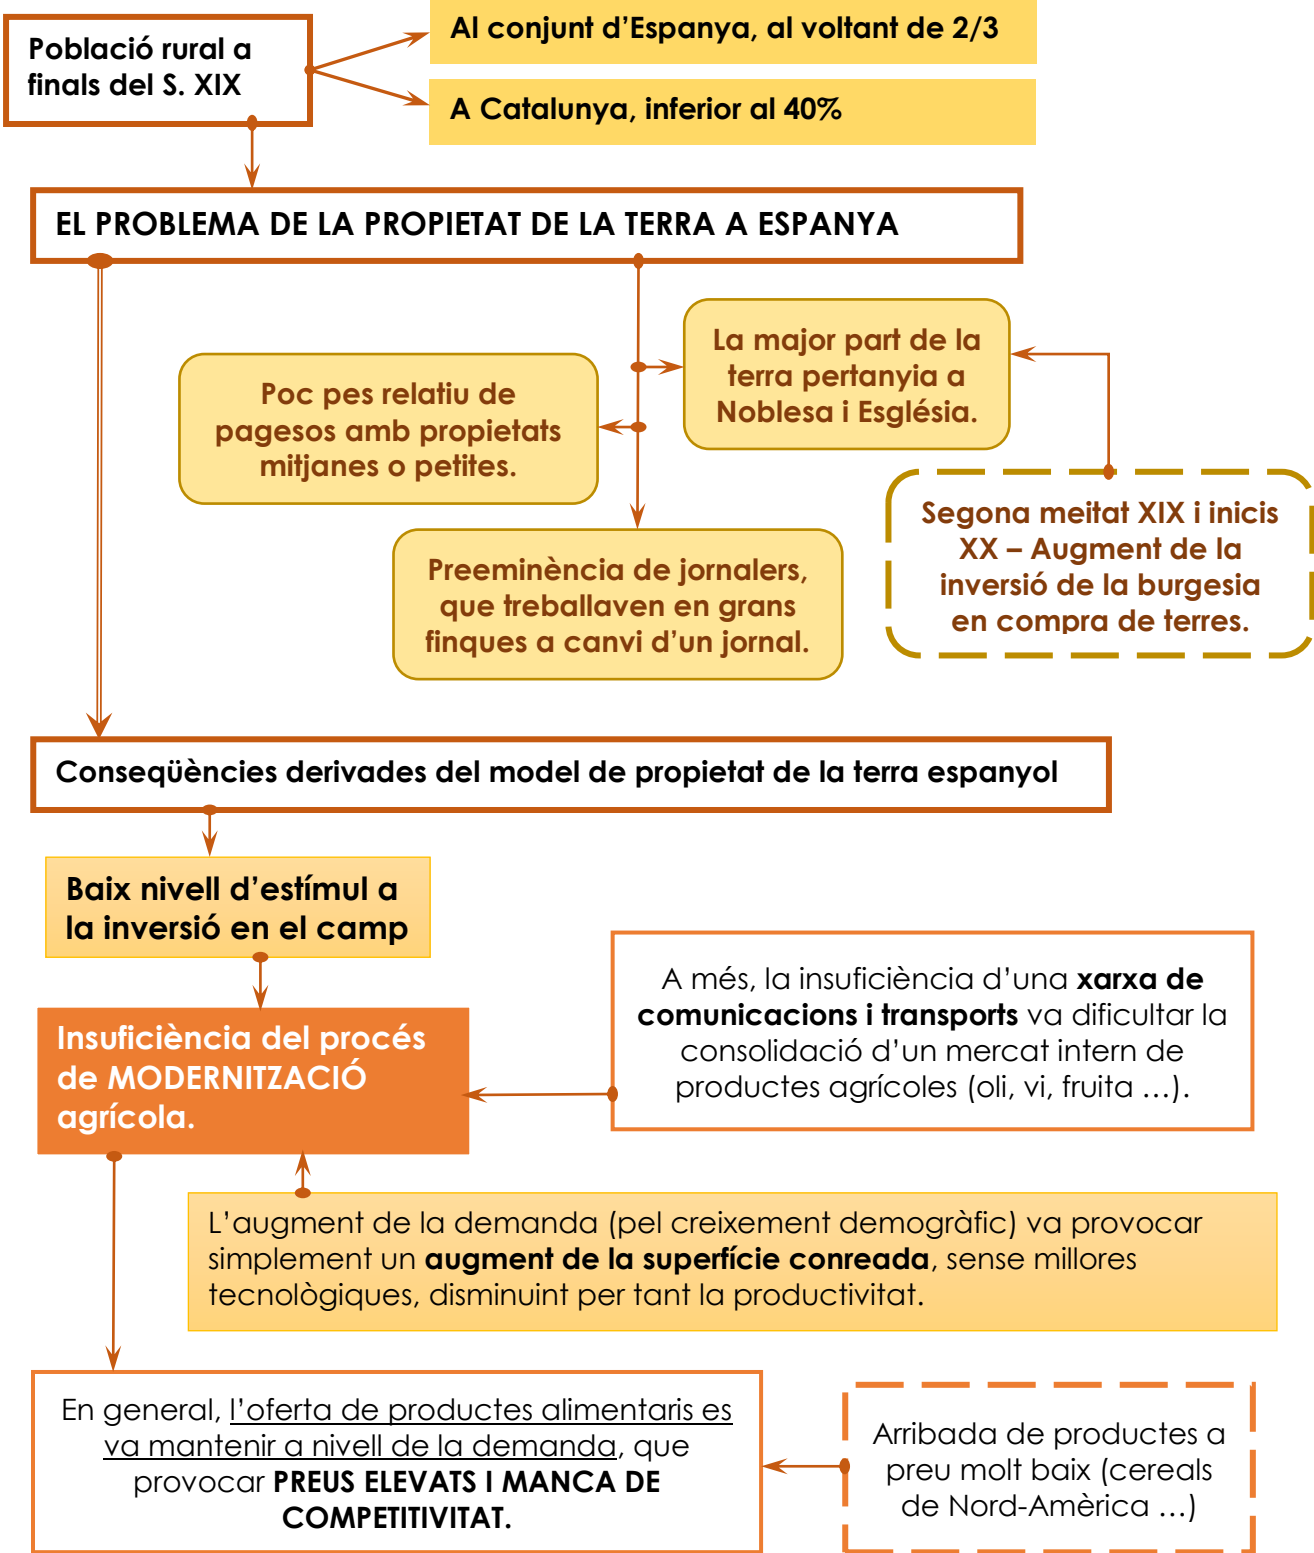 Població rural a
finals del S. XIX
Al conjunt d’Espanya, al voltant de 2/3
A Catalunya, inferior al 40%
EL PROBLEMA DE LA PROPIETAT DE LA TERRA A ESPANYA
La major part de la
terra pertanyia a
Noblesa i Església.
Poc pes relatiu de
pagesos amb propietats
mitjanes o petites.
Segona meitat XIX i inicis
XX – Augment de la
inversió de la burgesia
en compra de terres.
Preeminència de jornalers,
que treballaven en grans
finques a canvi d’un jornal.
Conseqüències derivades del model de propietat de la terra espanyol
Baix nivell d’estímul a
la inversió en el camp
A més, la insuficiència d’una xarxa de
comunicacions i transports va dificultar la
consolidació d’un mercat intern de
productes agrícoles (oli, vi, fruita …).
Insuficiència del procés
de MODERNITZACIÓ
agrícola.
L’augment de la demanda (pel creixement demogràfic) va provocar
simplement un augment de la superfície conreada, sense millores
tecnològiques, disminuint per tant la productivitat.
En general, l’oferta de productes alimentaris es
va mantenir a nivell de la demanda, que
provocar PREUS ELEVATS I MANCA DE
COMPETITIVITAT.
Arribada de productes a
preu molt baix (cereals
de Nord-Amèrica …)